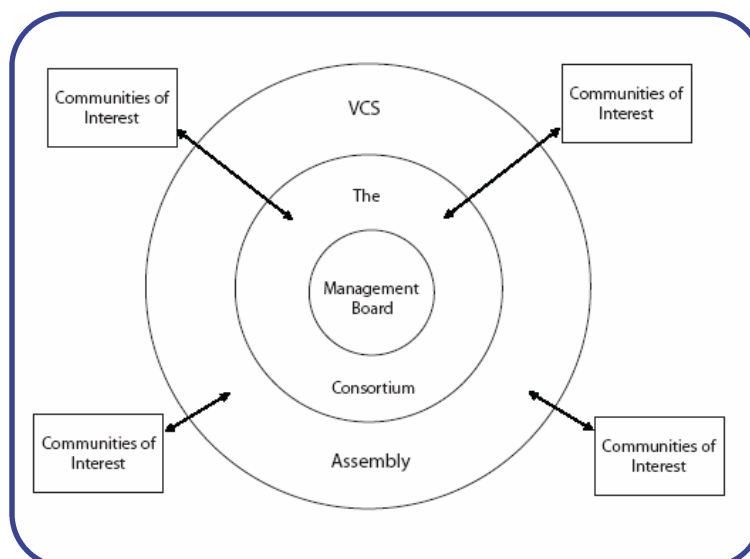 Communities of
Interest
Communities of
Interest
VCS
The
Management
Board
Consortium
Assembly
Communities of
Interest
Communities of
Interest